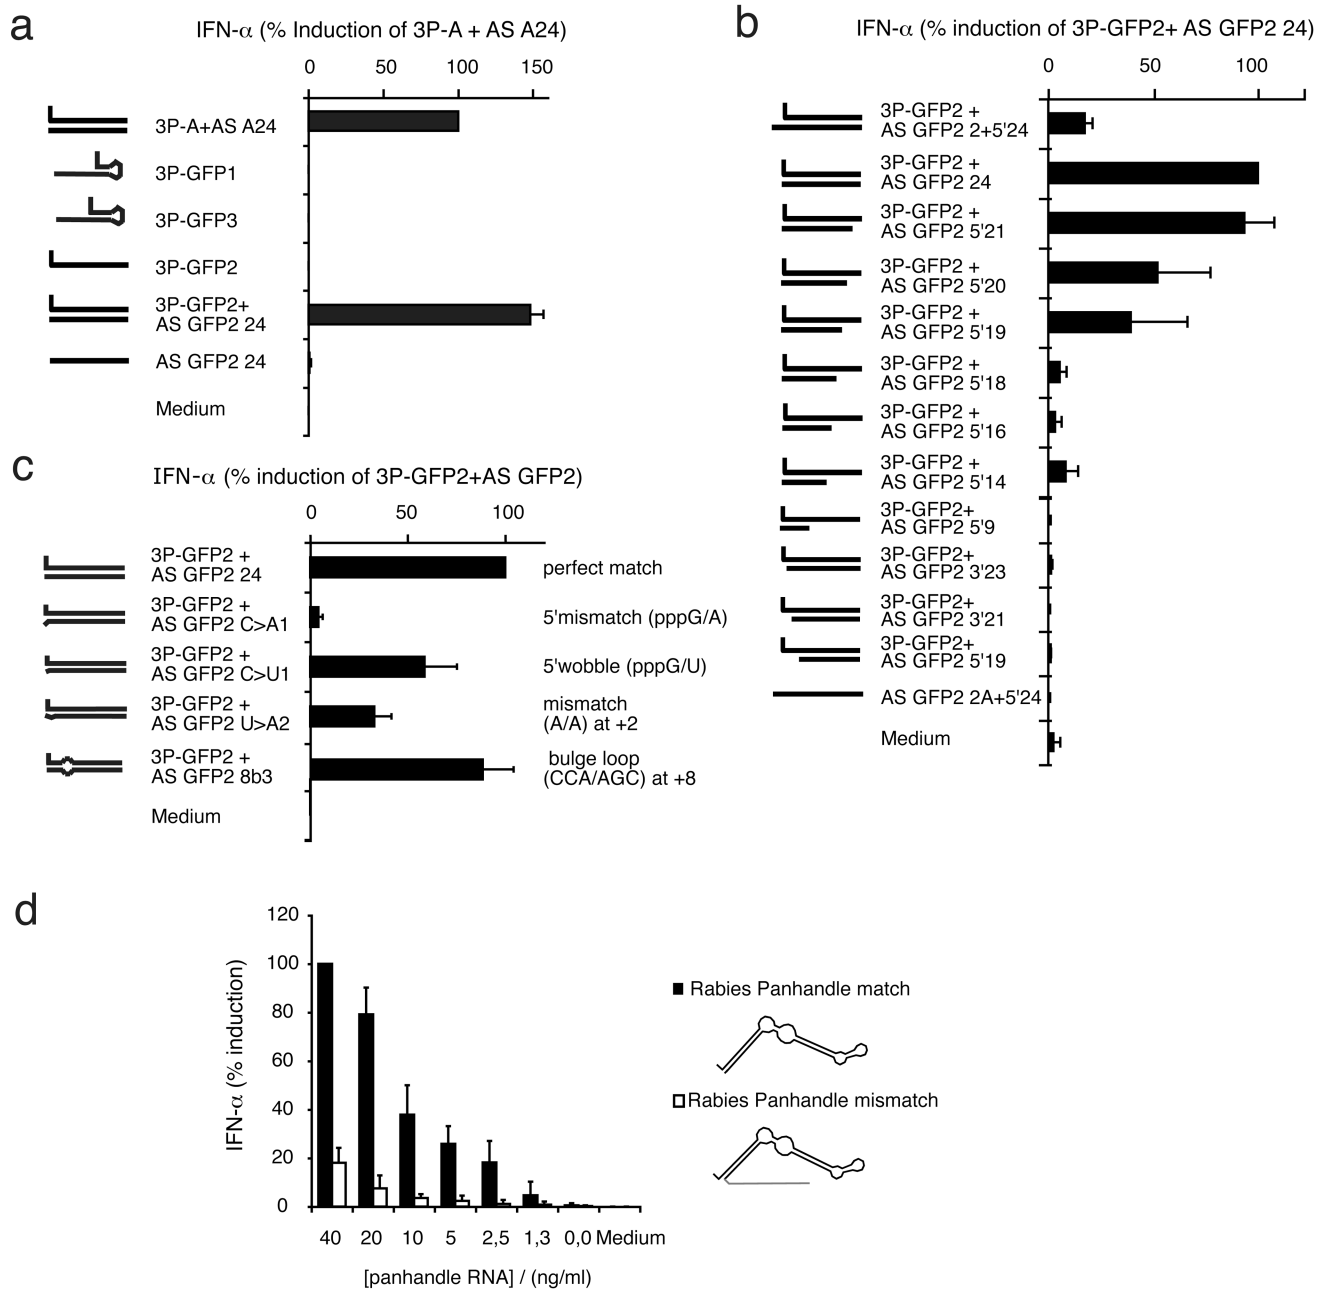 a
IFN-α (% Induction of 3P-A + AS A24)
0 50 100 150
3P-A+AS A24
3P-GFP1
3P-GFP3
3P-GFP2
3P-GFP2+
AS GFP2 24
AS GFP2 24
Medium
b
IFN-α (% induction of 3P-GFP2+ AS GFP2 24)
0 50 100
3P-GFP2 +
AS GFP2 2+5'24
3P-GFP2 +
AS GFP2 24
3P-GFP2 +
AS GFP2 5'21
3P-GFP2 +
AS GFP2 5'20
3P-GFP2 +
AS GFP2 5'19
3P-GFP2 +
AS GFP2 5'18
3P-GFP2 +
AS GFP2 5'16
3P-GFP2 +
AS GFP2 5'14
3P-GFP2+
AS GFP2 5'9
3P-GFP2+
AS GFP2 3'23
3P-GFP2+
AS GFP2 3'21
3P-GFP2+
AS GFP2 5'19
AS GFP2 2A+5'24
Medium
c
IFN-α (% induction of 3P-GFP2+AS GFP2)
0 50 100
3P-GFP2 +
AS GFP2 24
perfect match
3P-GFP2 +
AS GFP2 C>A1
5'mismatch (pppG/A)
3P-GFP2 +
AS GFP2 C>U1
5'wobble (pppG/U)
3P-GFP2 +
AS GFP2 U>A2
mismatch
(A/A) at +2
3P-GFP2 +
AS GFP2 8b3
bulge loop
(CCA/AGC) at +8
Medium
d
IFN-α (% induction)
120
100
80
60
40
20
0
40 20 10 5 2,5 1,3 0,0 Medium
[panhandle RNA] / (ng/ml)
Rabies Panhandle match
Rabies Panhandle mismatch